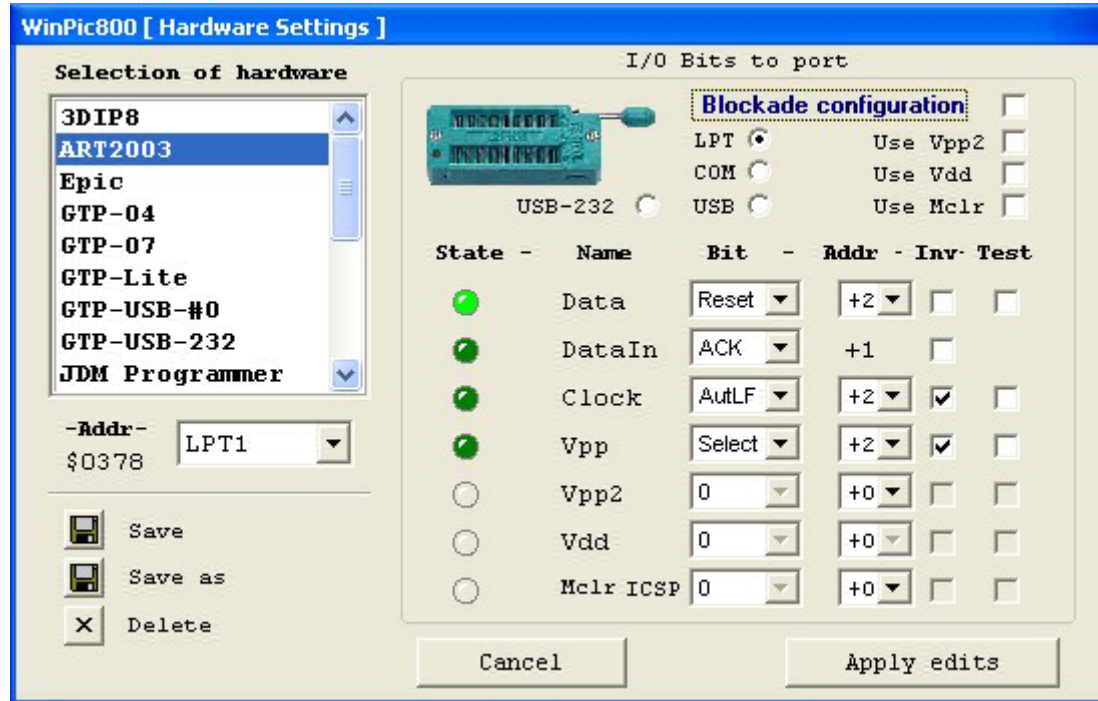 WinPic800 [ Hardware Settings ]
Selection of hardware
3DIP8
ART2003
Epic
GTP-04
GTP-07
GTP-Lite
GTP-USB-#0
GTP-USB-232
JDM Programmer
-Addr-
$0378
LPT1
Save
Save as
Delete
I/O Bits to port
Blockade configuration
LPT Use Vpp2
COM Use Vdd
USB-232 USB Use Mclr
State - Name Bit - Addr - Inv- Test
Data Reset +2
DataIn ACK +1
Clock AutLF +2
Vpp Select +2
Vpp2 0 +0
Vdd 0 +0
Mclr ICSP 0 +0
Cancel Apply edits